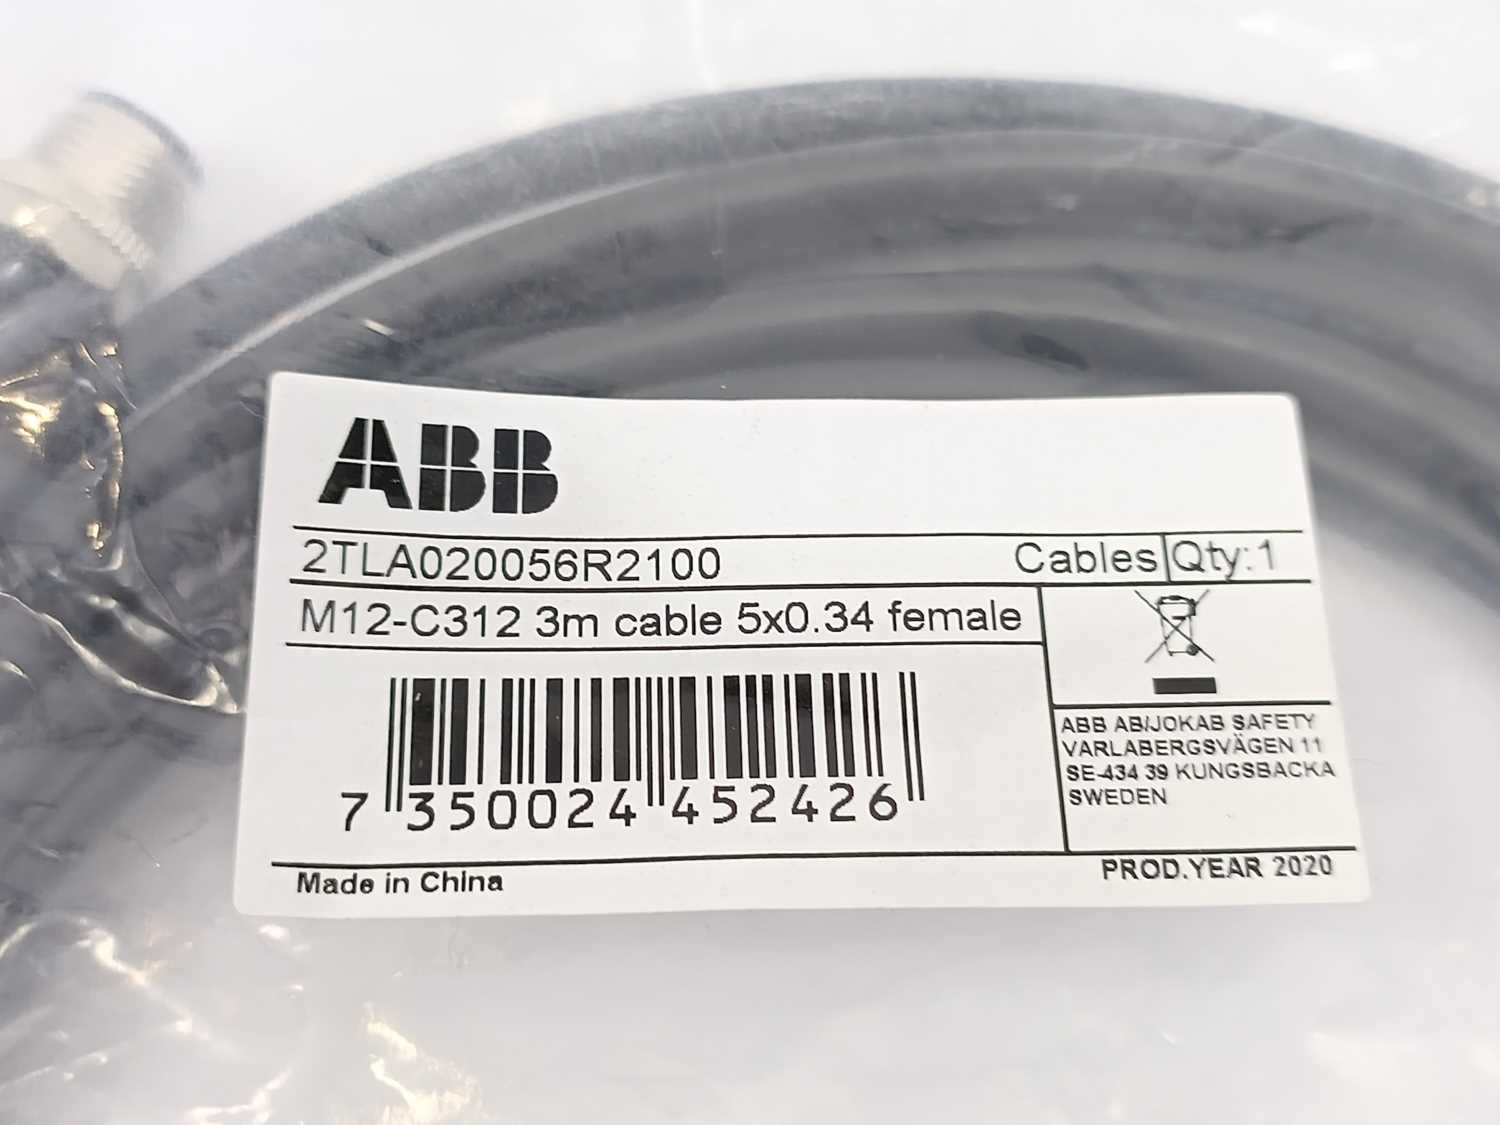 ABB
2TLA020056R2100 Cables Qty:1
M12-C312 3m cable 5x0.34 female
7 350024 452426
ABB AB/JOKAB SAFETY
VARLABERGSVÄGEN 11
SE-434 39 KUNGSBACKA
SWEDEN
Made in China
PROD.YEAR 2020